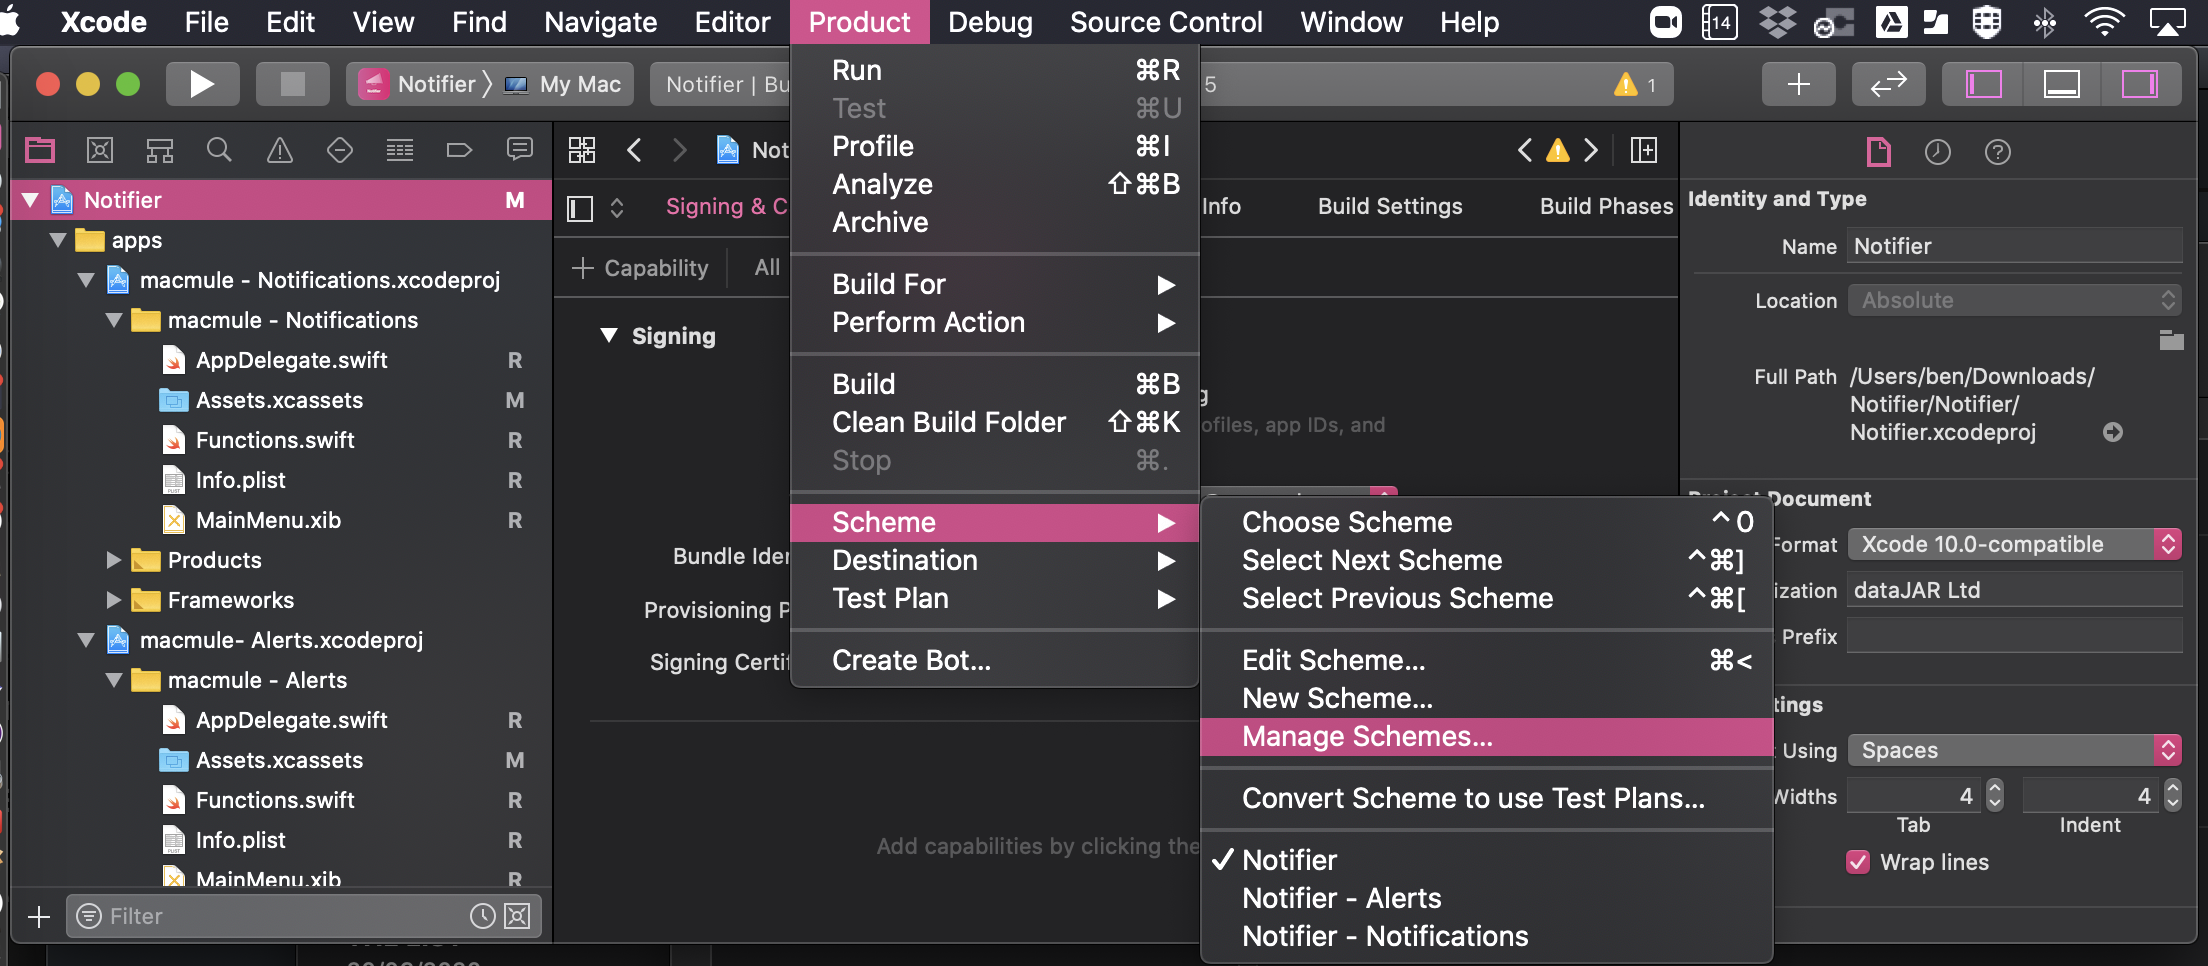 Xcode File Edit View Find Navigate Editor Product Debug Source Control Window Help 14
Notifier My Mac Notifier | Bu 5 1
Notifier M
apps
macmule - Notifications.xcodeproj
macmule - Notifications
AppDelegate.swift R
Assets.xcassets M
Functions.swift R
Info.plist R
MainMenu.xib R
Products
Frameworks
macmule- Alerts.xcodeproj
macmule - Alerts
AppDelegate.swift R
Assets.xcassets M
Functions.swift R
Info.plist R
MainMenu.xib R
Filter
Not
Signing & C Info Build Settings Build Phases
+ Capability All
Signing
ofiles, app IDs, and
Bundle Iden
Provisioning P
Signing Certif
Add capabilities by clicking the
Run ⌘R
Test ⌘U
Profile ⌘I
Analyze ⇧⌘B
Archive
Build For
Perform Action
Build ⌘B
Clean Build Folder ⇧⌘K
Stop ⌘.
Scheme
Destination
Test Plan
Create Bot...
Choose Scheme ^0
Select Next Scheme ^⌘]
Select Previous Scheme ^⌘[
Edit Scheme... ⌘<
New Scheme...
Manage Schemes...
Convert Scheme to use Test Plans...
✓ Notifier
Notifier - Alerts
Notifier - Notifications
Identity and Type
Name Notifier
Location Absolute
Full Path /Users/ben/Downloads/
Notifier/Notifier/
Notifier.xcodeproj
Project Document
Format Xcode 10.0-compatible
ization dataJAR Ltd
Prefix
tings
Using Spaces
Widths 4 4
Tab Indent
Wrap lines